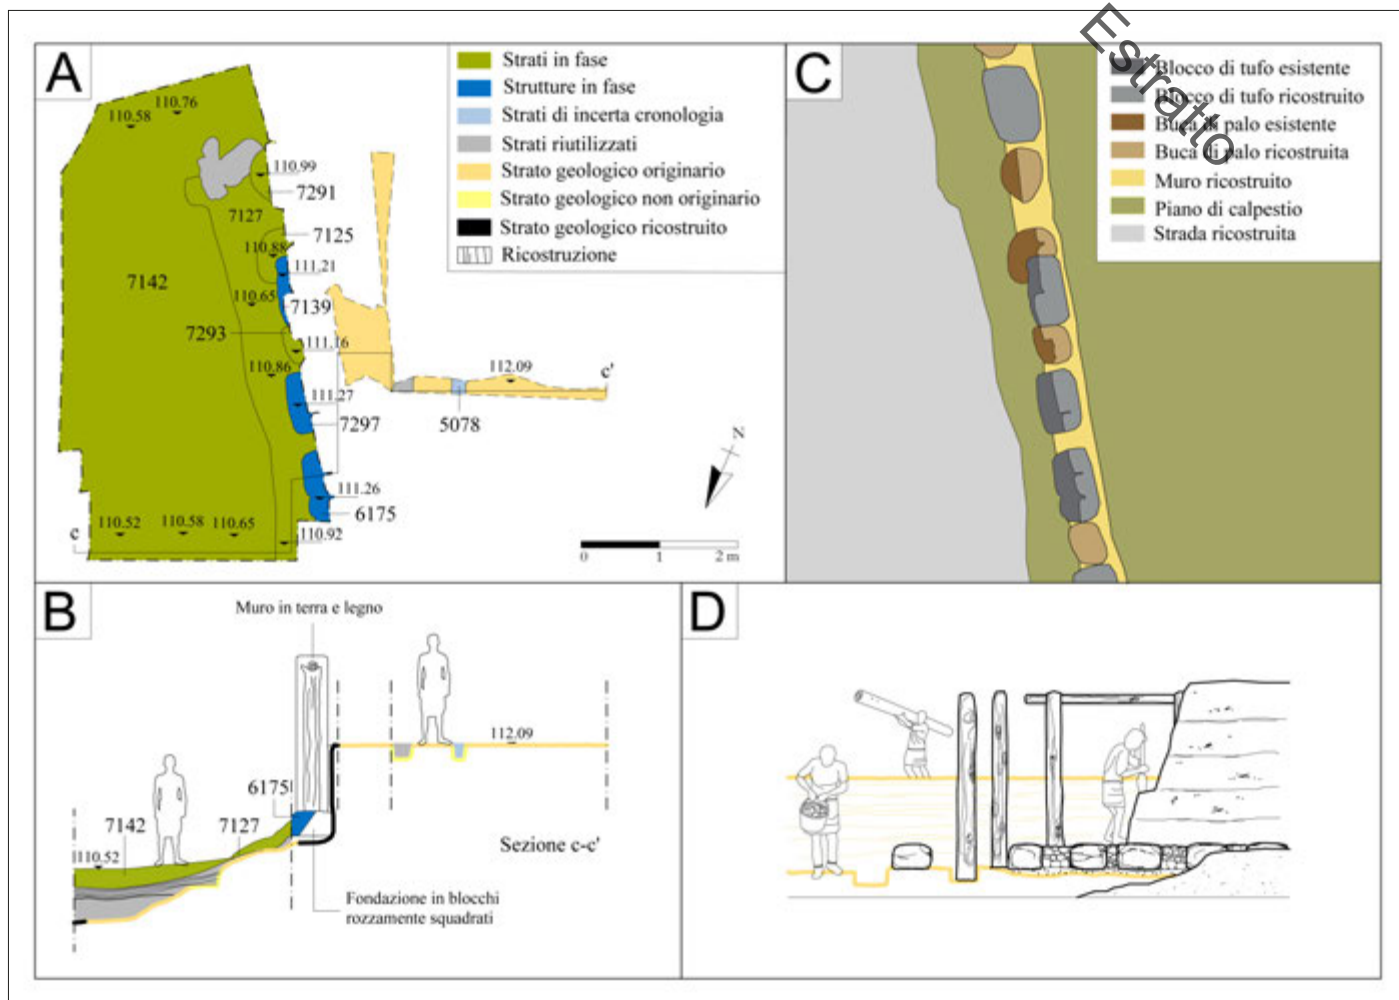 Estratto
A
Strati in fase
Strutture in fase
Strati di incerta cronologia
Strati riutilizzati
Strato geologico originario
Strato geologico non originario
Strato geologico ricostruito
Ricostruzione
110.76
110.58
110.99
7291
7127
7125
110.88
111.21
7142
110.65
7139
7293
111.16
110.86
112.09
c'
111.27
7297
5078
N
111.26
6175
110.52
110.58
110.65
110.92
c
0
1
2 m
C
Blocco di tufo esistente
Blocco di tufo ricostruito
Buca di palo esistente
Buca di palo ricostruita
Muro ricostruito
Piano di calpestio
Strada ricostruita
B
Muro in terra e legno
112.09
6175
7142
7127
110.52
Sezione c-c'
Fondazione in blocchi
rozzamente squadrati
D